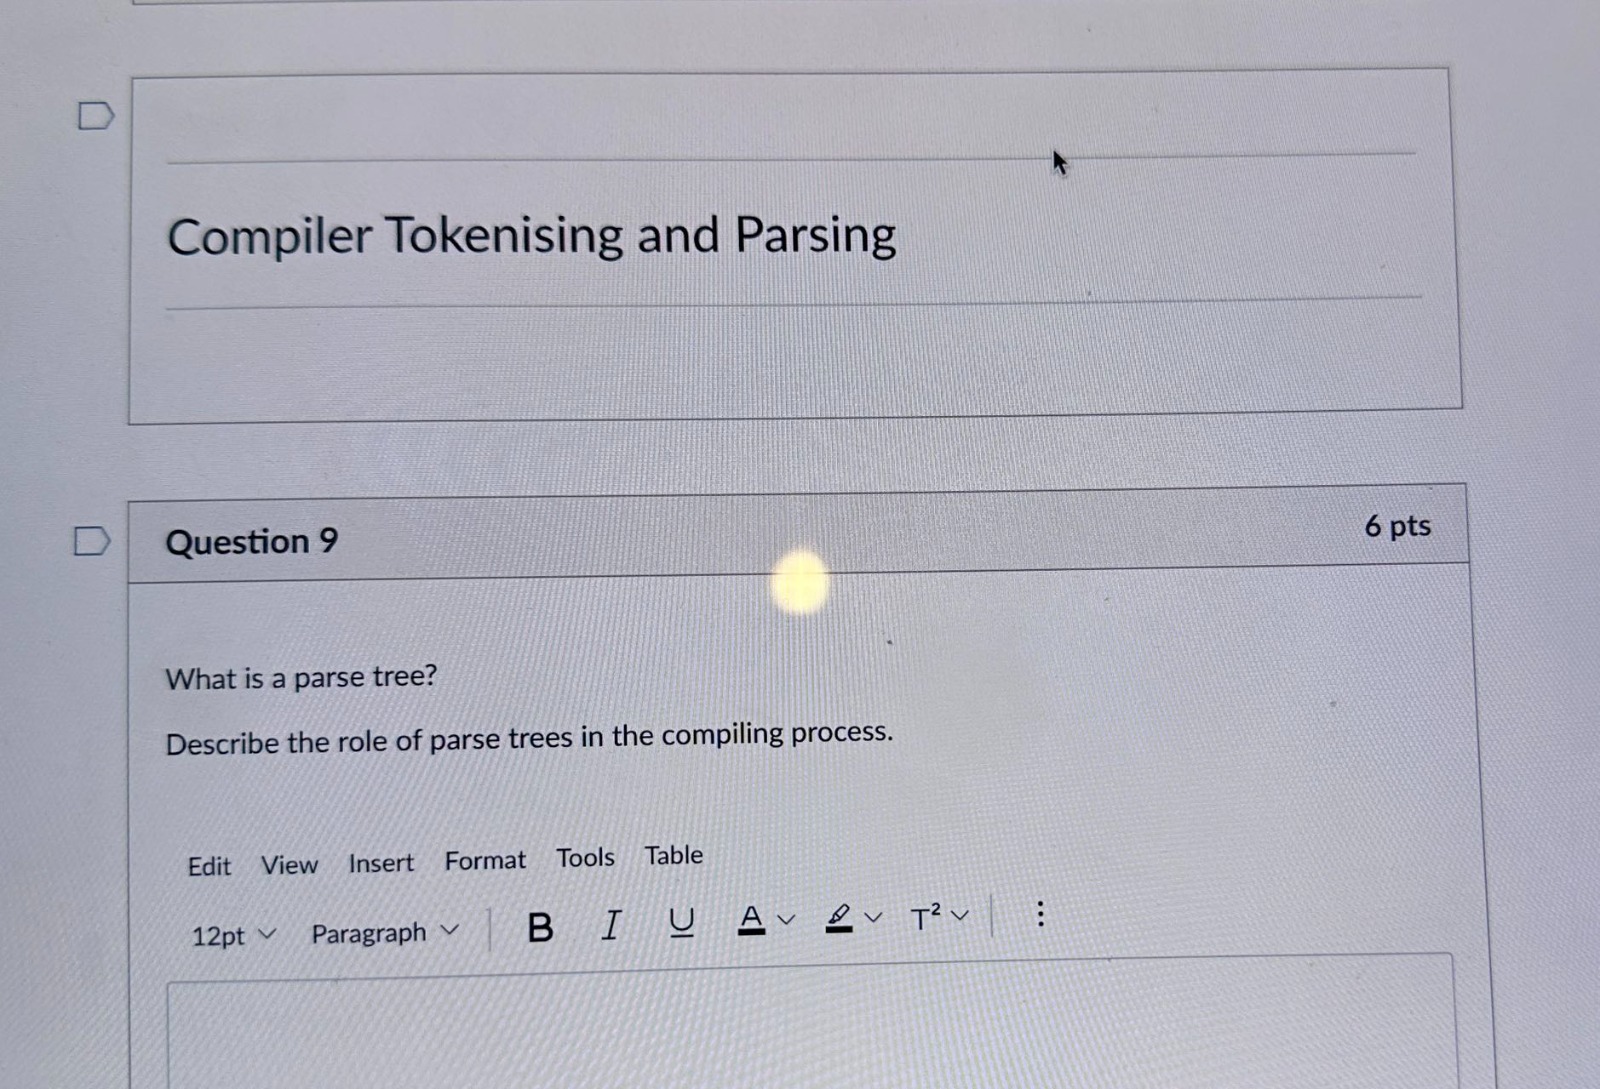 Compiler Tokenising and Parsing
Question 9
6 pts
What is a parse tree?
Describe the role of parse trees in the compiling process.
Edit View Insert Format Tools Table
12pt Paragraph B I U A T²